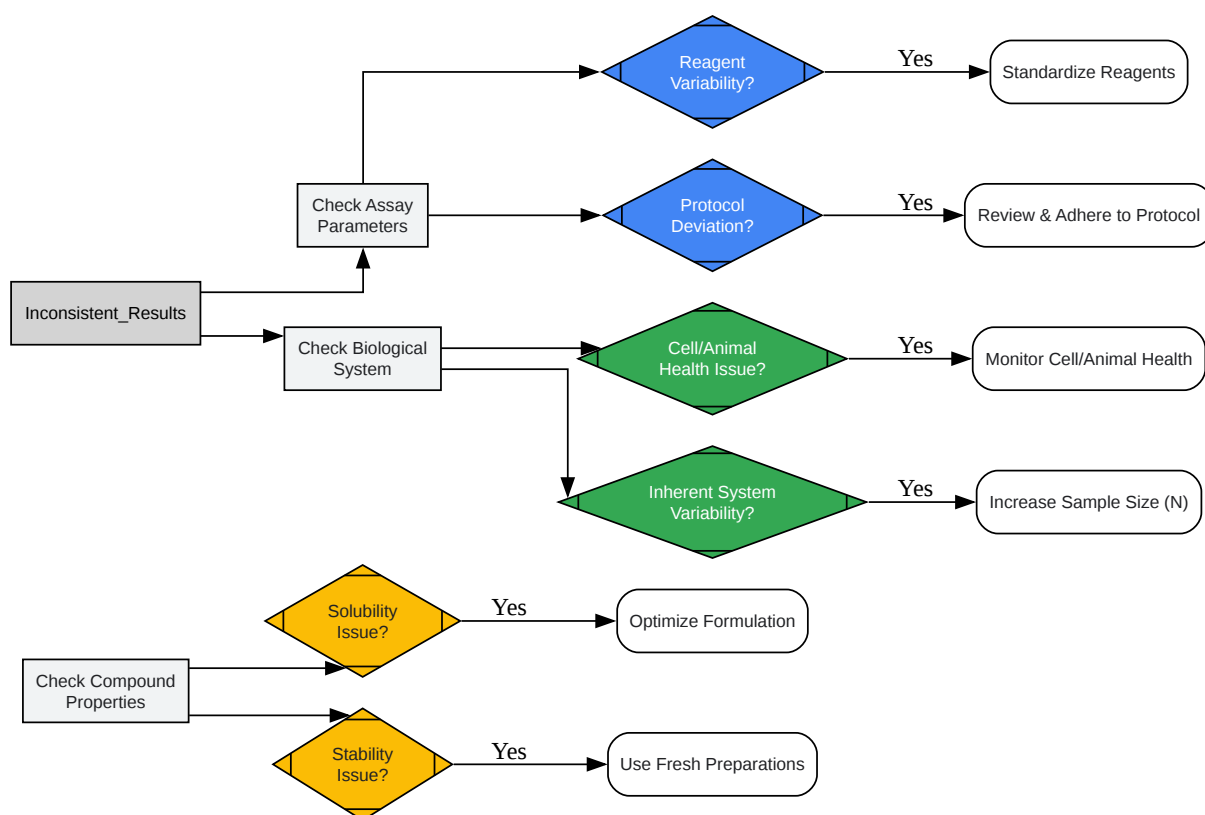 Reagent
Variability?
Yes
Standardize Reagents
Check Assay
Parameters
Protocol
Deviation?
Yes
Review & Adhere to Protocol
Inconsistent_Results
Check Biological
System
Cell/Animal
Health Issue?
Yes
Monitor Cell/Animal Health
Inherent System
Variability?
Yes
Increase Sample Size (N)
Solubility
Issue?
Yes
Optimize Formulation
Check Compound
Properties
Stability
Issue?
Yes
Use Fresh Preparations